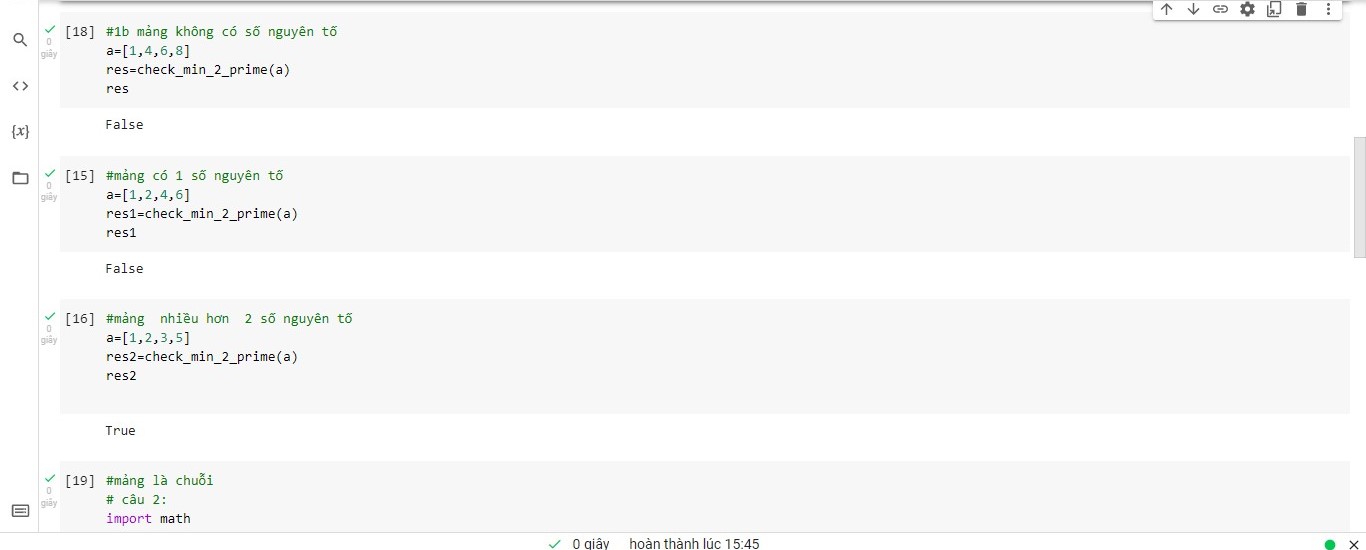 [18] #1b mảng không có số nguyên tố
a=[1,4,6,8]
res=check_min_2_prime(a)
res
0
giây
False
{x}
[15] #mảng có 1 số nguyên tố
a=[1,2,4,6]
res1=check_min_2_prime(a)
res1
0
giây
False
[16] #mảng  nhiều hơn  2 số nguyên tố
a=[1,2,3,5]
res2=check_min_2_prime(a)
res2
0
giây
True
[19] #mảng là chuỗi
# câu 2:
import math
0
giây
0 giây hoàn thành lúc 15:45